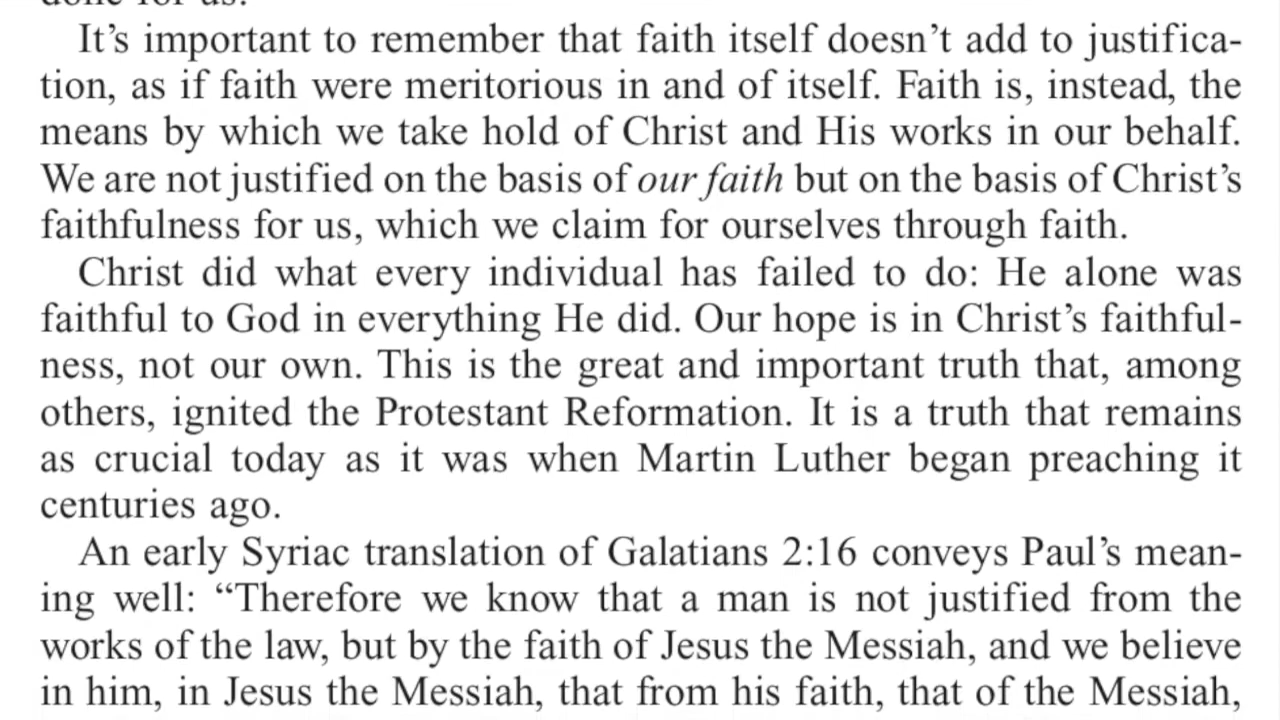 done for us.
It’s important to remember that faith itself doesn’t add to justifica-
tion, as if faith were meritorious in and of itself. Faith is, instead, the
means by which we take hold of Christ and His works in our behalf.
We are not justified on the basis of our faith but on the basis of Christ’s
faithfulness for us, which we claim for ourselves through faith.
Christ did what every individual has failed to do: He alone was
faithful to God in everything He did. Our hope is in Christ’s faithful-
ness, not our own. This is the great and important truth that, among
others, ignited the Protestant Reformation. It is a truth that remains
as crucial today as it was when Martin Luther began preaching it
centuries ago.
An early Syriac translation of Galatians 2:16 conveys Paul’s mean-
ing well: “Therefore we know that a man is not justified from the
works of the law, but by the faith of Jesus the Messiah, and we believe
in him, in Jesus the Messiah, that from his faith, that of the Messiah,